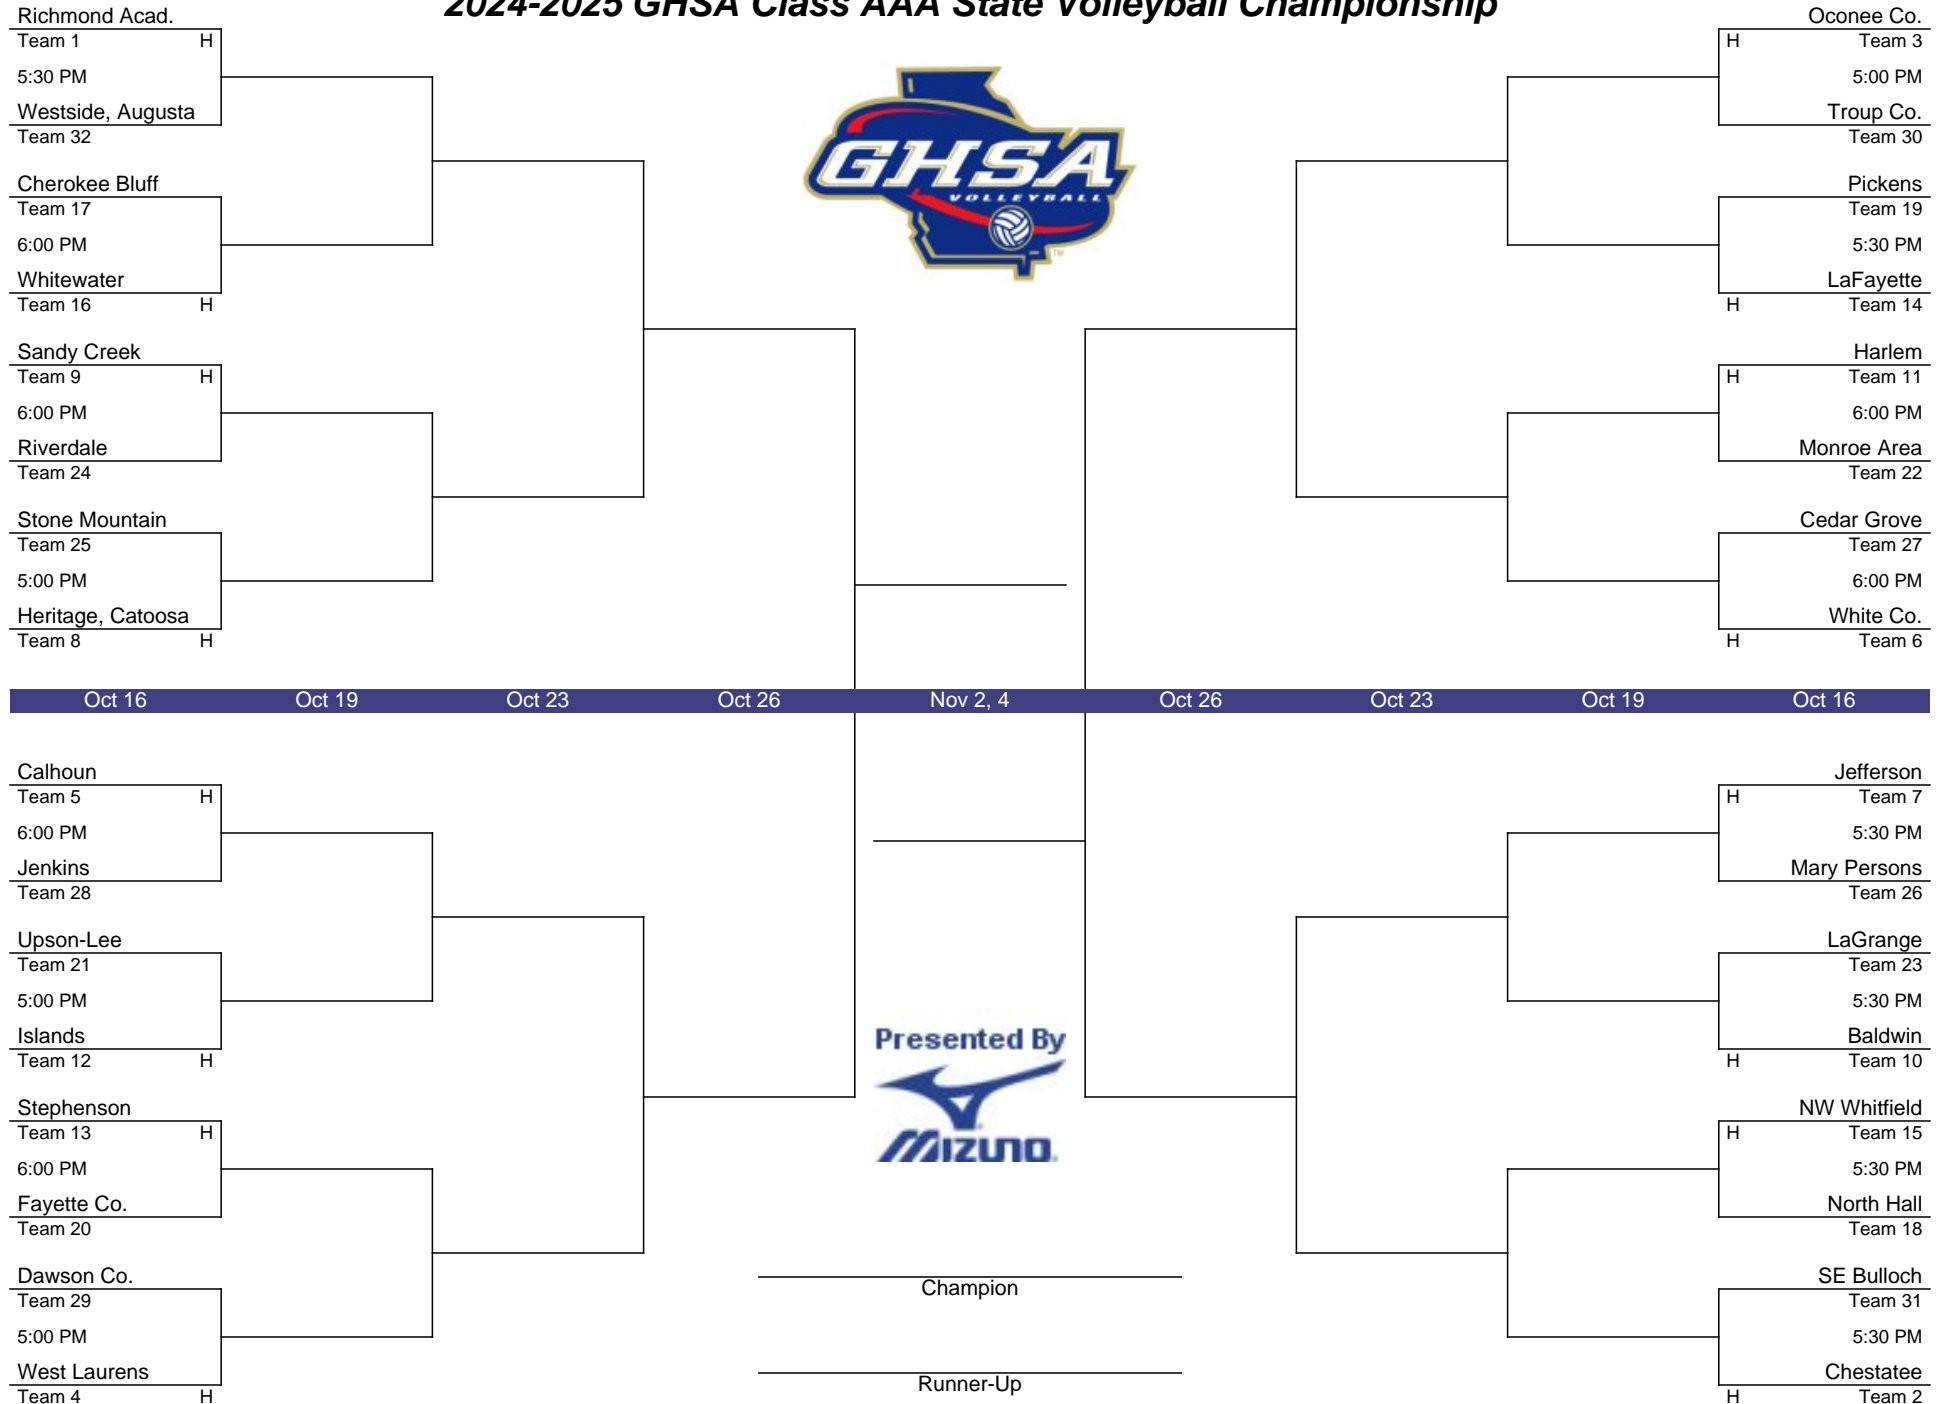 2024-2025 GHSA Class AAA State Volleyball Championship
Richmond Acad.
Team 1 H
5:30 PM
Westside, Augusta
Team 32
Cherokee Bluff
Team 17
6:00 PM
Whitewater
Team 16 H
Sandy Creek
Team 9 H
6:00 PM
Riverdale
Team 24
Stone Mountain
Team 25
5:00 PM
Heritage, Catoosa
Team 8 H
GHSA
VOLLEYBALL
TM
Oconee Co.
H Team 3
5:00 PM
Troup Co.
Team 30
Pickens
Team 19
5:30 PM
LaFayette
H Team 14
Harlem
H Team 11
6:00 PM
Monroe Area
Team 22
Cedar Grove
Team 27
6:00 PM
White Co.
H Team 6
Oct 16 Oct 19 Oct 23 Oct 26 Nov 2, 4 Oct 26 Oct 23 Oct 19 Oct 16
Calhoun
Team 5 H
6:00 PM
Jenkins
Team 28
Upson-Lee
Team 21
5:00 PM
Islands
Team 12 H
Stephenson
Team 13 H
6:00 PM
Fayette Co.
Team 20
Dawson Co.
Team 29
5:00 PM
West Laurens
Team 4 H
Presented By
MIZUNO
Champion
Runner-Up
Jefferson
H Team 7
5:30 PM
Mary Persons
Team 26
LaGrange
Team 23
5:30 PM
Baldwin
H Team 10
NW Whitfield
H Team 15
5:30 PM
North Hall
Team 18
SE Bulloch
Team 31
5:30 PM
Chestatee
H Team 2